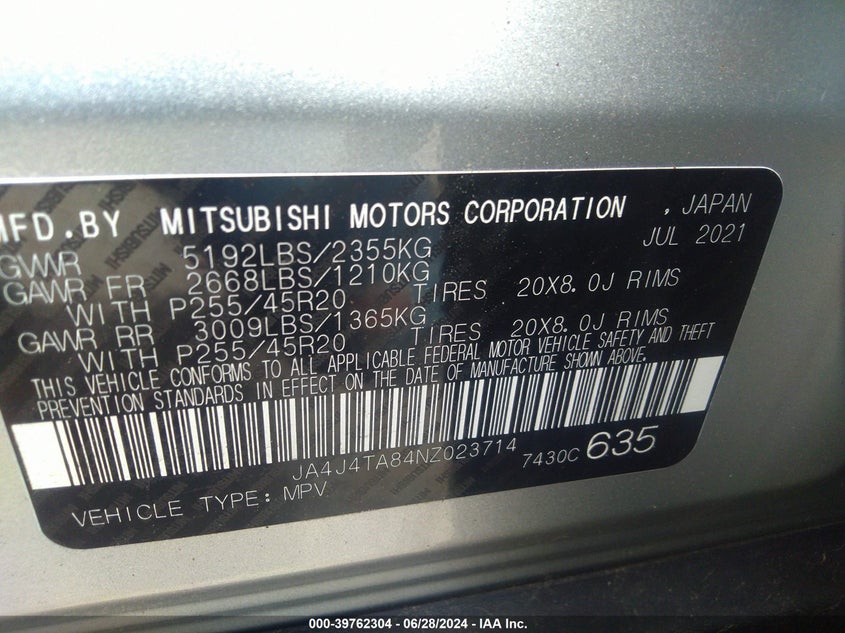 MFD.BY MITSUBISHI MOTORS CORPORATION , JAPAN
JUL 2021
GVWR 5192LBS/2355KG
GAWR FR 2668LBS/1210KG
WITH P255/45R20 TIRES 20X8.0J RIMS
GAWR RR 3009LBS/1365KG
WITH P255/45R20 TIRES 20X8.0J RIMS
THIS VEHICLE CONFORMS TO ALL APPLICABLE FEDERAL MOTOR VEHICLE SAFETY AND THEFT
PREVENTION STANDARDS IN EFFECT ON THE DATE OF MANUFACTURE SHOWN ABOVE.
JA4J4TA84NZ023714 7430C 635
VEHICLE TYPE: MPV
000-39762304 - 06/28/2024 - IAA Inc.